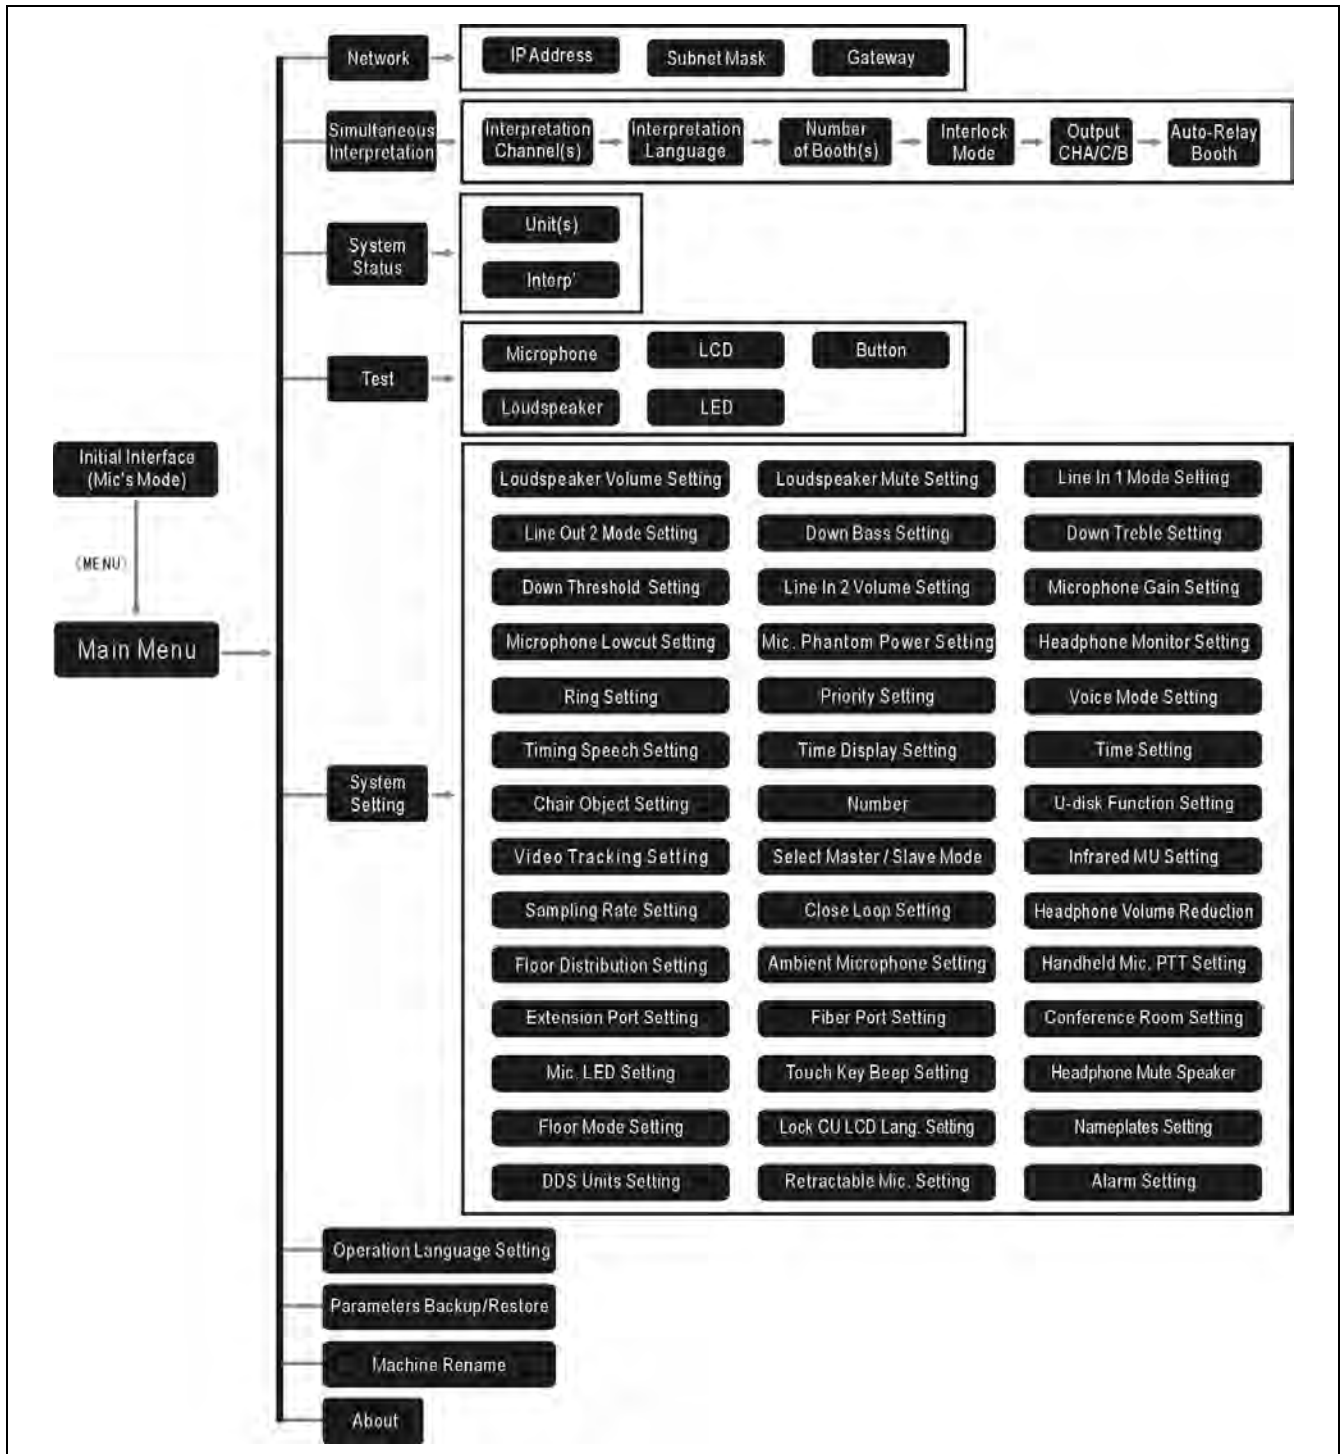 Network
IP Address
Subnet Mask
Gateway
Simultaneous
Interpretation
Interpretation
Channel(s)
Interpretation
Language
Number
of Booth(s)
Interlock
Mode
Output
CHA/C/B
Auto-Relay
Booth
System
Status
Unit(s)
Interp'
Test
Microphone
LCD
Button
Loudspeaker
LED
Initial Interface
(Mic's Mode)
(MENU)
Main Menu
System
Setting
Loudspeaker Volume Setting
Loudspeaker Mute Setting
Line In 1 Mode Setting
Line Out 2 Mode Setting
Down Bass Setting
Down Treble Setting
Down Threshold Setting
Line In 2 Volume Setting
Microphone Gain Setting
Microphone Lowcut Setting
Mic. Phantom Power Setting
Headphone Monitor Setting
Ring Setting
Priority Setting
Voice Mode Setting
Timing Speech Setting
Time Display Setting
Time Setting
Chair Object Setting
Number
U-disk Function Setting
Video Tracking Setting
Select Master / Slave Mode
Infrared MU Setting
Sampling Rate Setting
Close Loop Setting
Headphone Volume Reduction
Floor Distribution Setting
Ambient Microphone Setting
Handheld Mic. PTT Setting
Extension Port Setting
Fiber Port Setting
Conference Room Setting
Mic. LED Setting
Touch Key Beep Setting
Headphone Mute Speaker
Floor Mode Setting
Lock CU LCD Lang. Setting
Nameplates Setting
DDS Units Setting
Retractable Mic. Setting
Alarm Setting
Operation Language Setting
Parameters Backup/Restore
Machine Rename
About